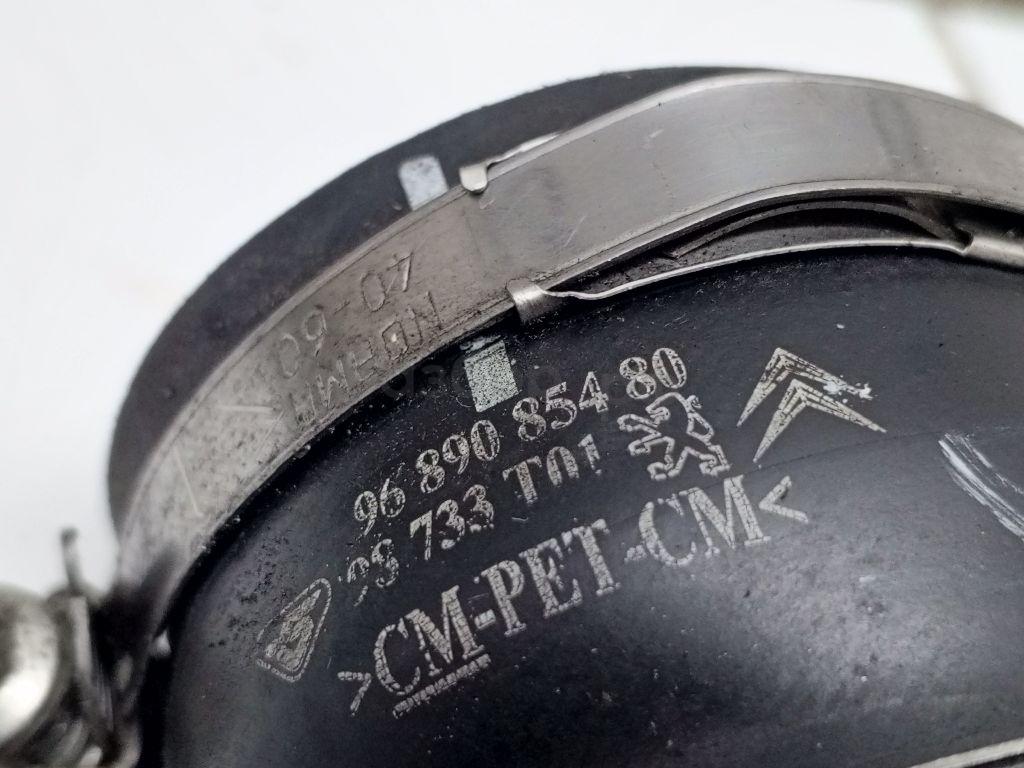 40-60
NORMA
96 890 854 80
733 T01
>CM-PET-CM<